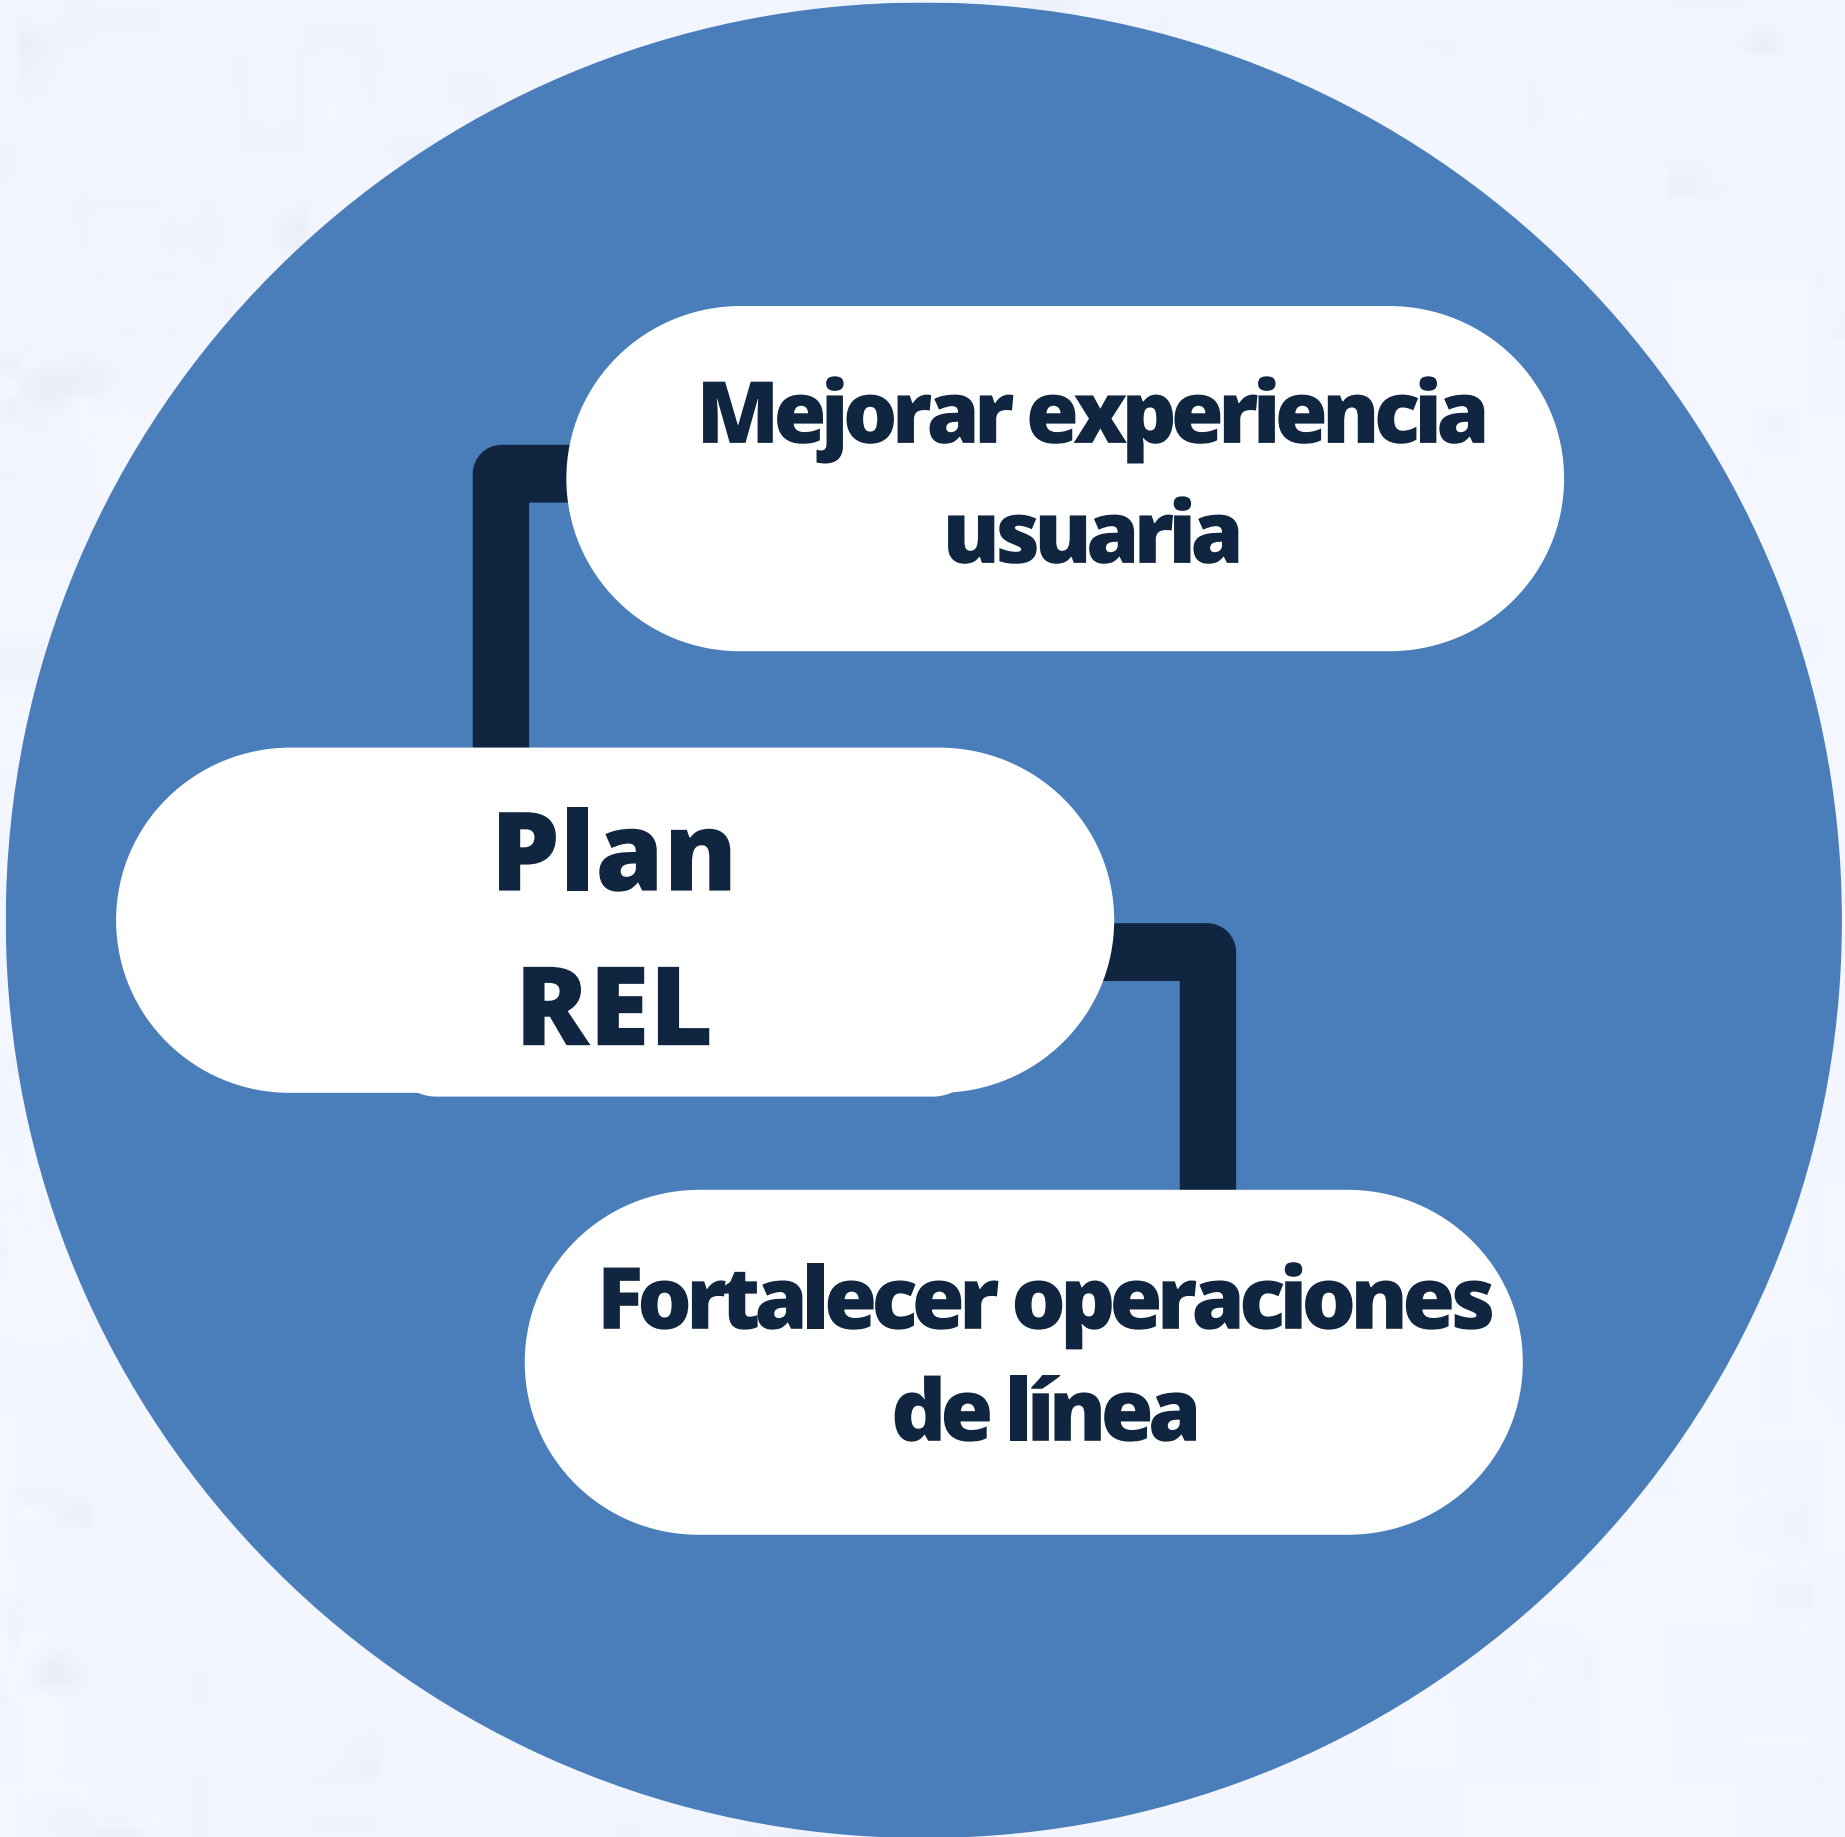 Mejorar experiencia
usuaria
Plan
REL
Fortalecer operaciones
de línea